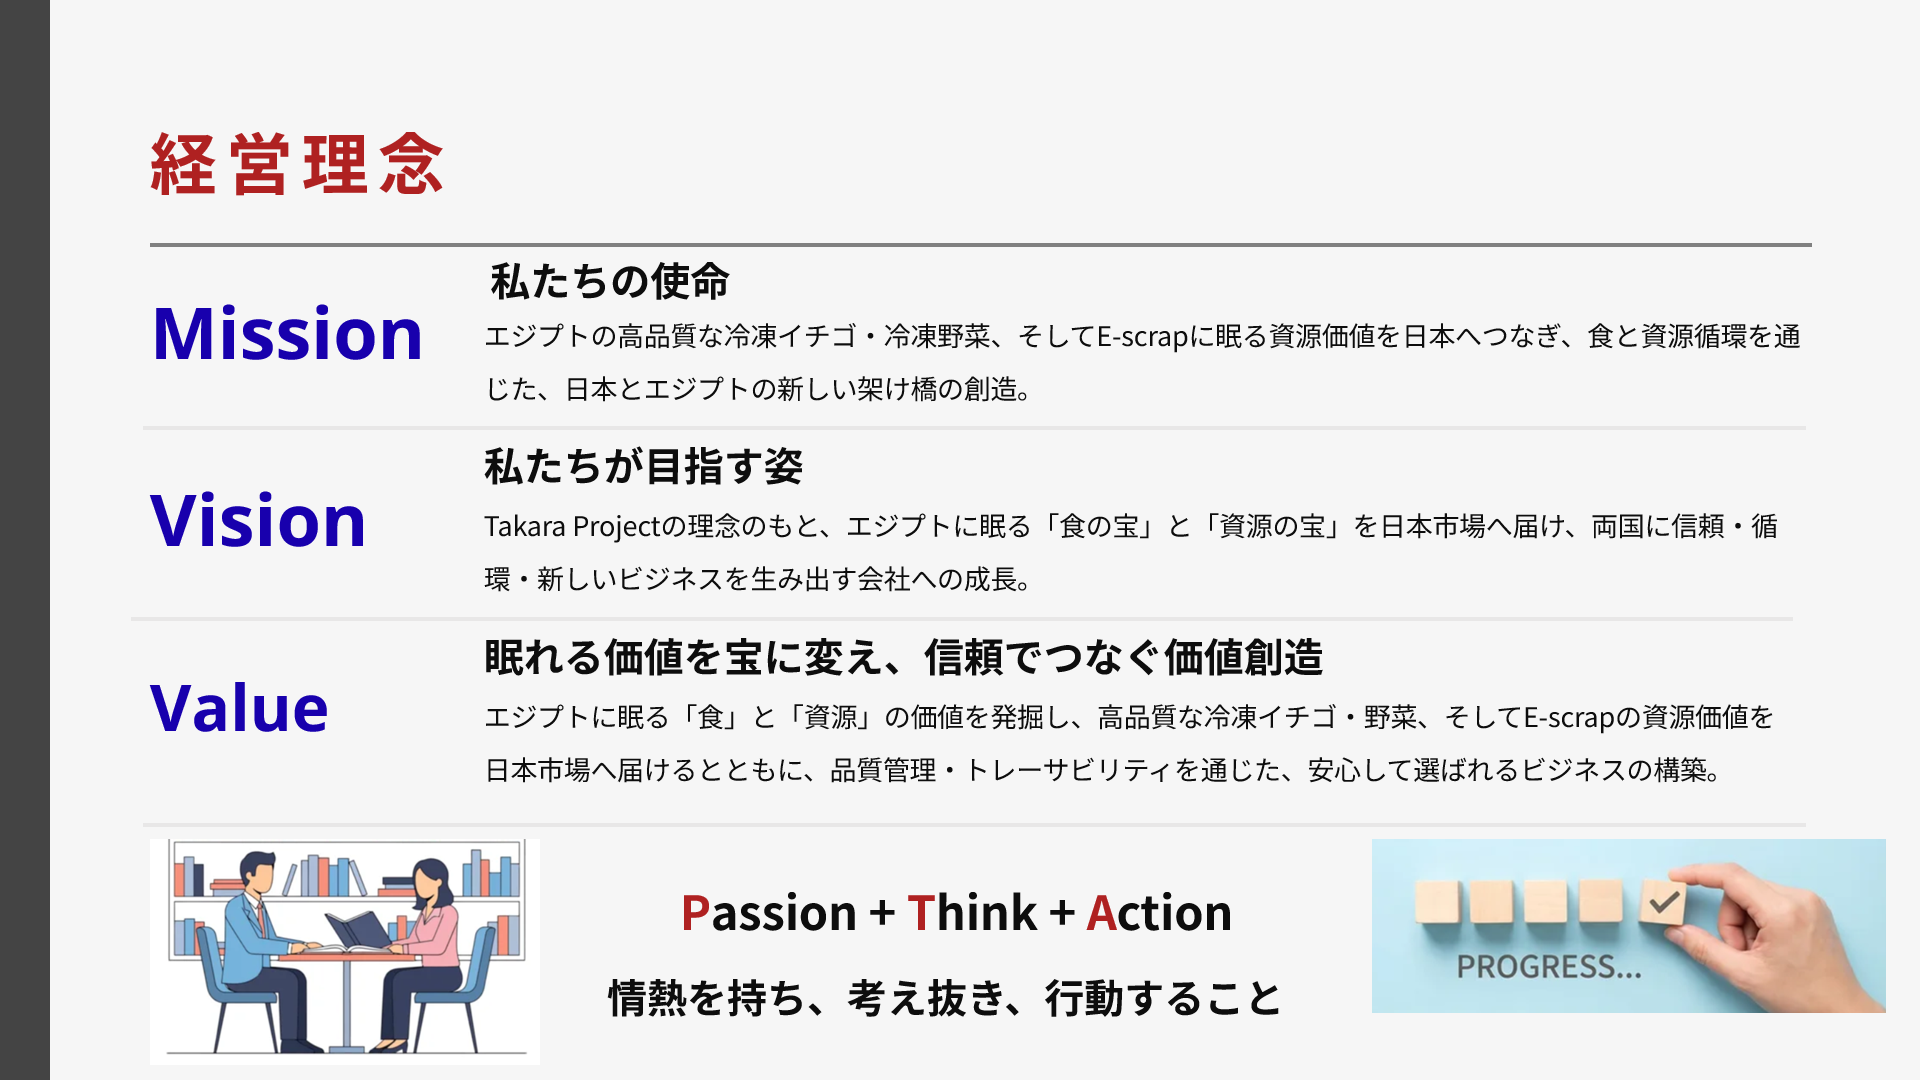 経営理念
私たちの使命
Mission
エジプトの高品質な冷凍イチゴ・冷凍野菜、そしてE-scrapに眠る資源価値を日本へつなぎ、食と資源循環を通
じた、日本とエジプトの新しい架け橋の創造。
私たちが目指す姿
Vision
Takara Projectの理念のもと、エジプトに眠る「食の宝」と「資源の宝」を日本市場へ届け、両国に信頼・循
環・新しいビジネスを生み出す会社への成長。
眠れる価値を宝に変え、信頼でつなぐ価値創造
Value
エジプトに眠る「食」と「資源」の価値を発掘し、高品質な冷凍イチゴ・野菜、そしてE-scrapの資源価値を
日本市場へ届けるとともに、品質管理・トレーサビリティを通じた、安心して選ばれるビジネスの構築。
Passion + Think + Action
情熱を持ち、考え抜き、行動すること
PROGRESS...